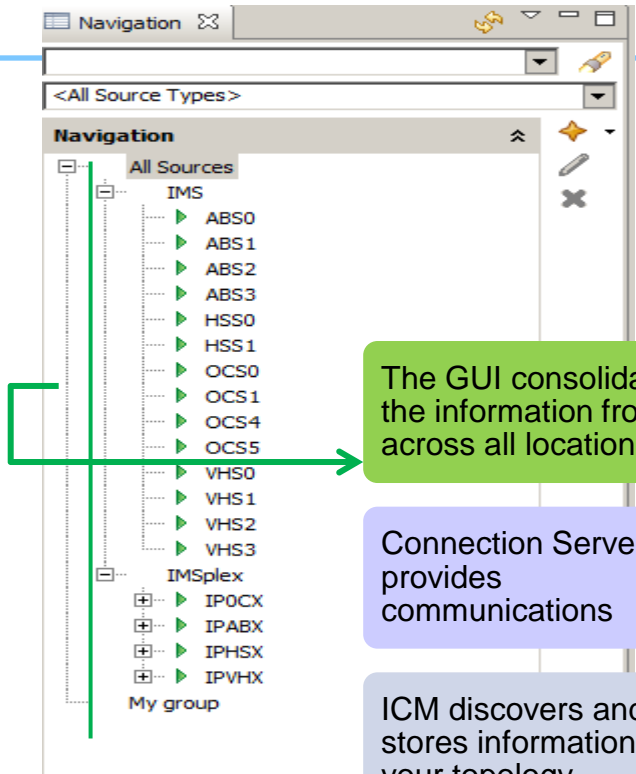 Navigation
<All Source Types>
Navigation
All Sources
IMS
ABS0
ABS1
ABS2
ABS3
HSS0
HSS1
OCS0
OCS1
OCS4
OCS5
VHS0
VHS1
VHS2
VHS3
IMSplex
IP0CX
IPABX
IPHSX
IPVHX
My group
The GUI consolida
the information fro
across all location
Connection Serve
provides
communications
ICM discovers and
stores information
your topology